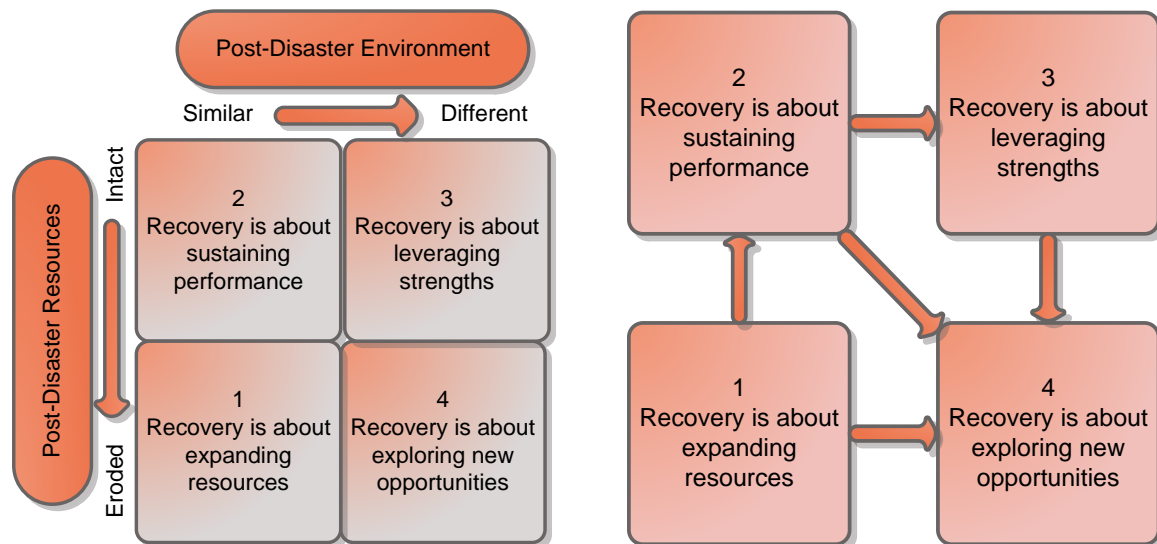 Post-Disaster Environment
Similar
Different
Post-Disaster Resources
Intact
Eroded
2
Recovery is about
sustaining
performance
3
Recovery is about
leveraging
strengths
1
Recovery is about
expanding
resources
4
Recovery is about
exploring new
opportunities
2
Recovery is about
sustaining
performance
3
Recovery is about
leveraging
strengths
1
Recovery is about
expanding
resources
4
Recovery is about
exploring new
opportunities